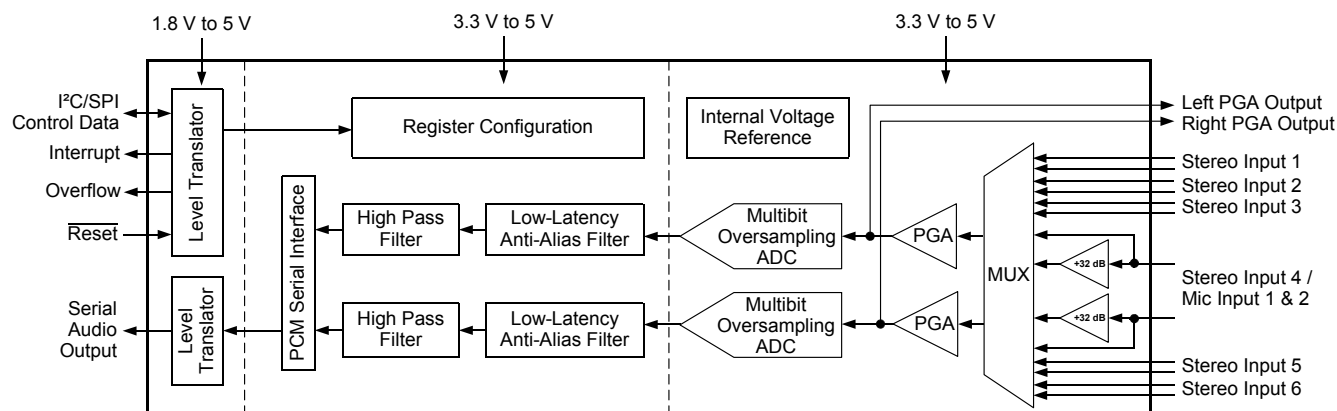 1.8 V to 5 V
3.3 V to 5 V
3.3 V to 5 V
I²C/SPI
Control Data
Interrupt
Overflow
Reset
Serial
Audio
Output
Level Translator
Level
Translator
Register Configuration
Internal Voltage
Reference
PCM Serial Interface
High Pass
Filter
Low-Latency
Anti-Alias Filter
Multibit
Oversampling
ADC
PGA
High Pass
Filter
Low-Latency
Anti-Alias Filter
Multibit
Oversampling
ADC
PGA
MUX
+32 dB
+32 dB
Left PGA Output
Right PGA Output
Stereo Input 1
Stereo Input 2
Stereo Input 3
Stereo Input 4 /
Mic Input 1 & 2
Stereo Input 5
Stereo Input 6